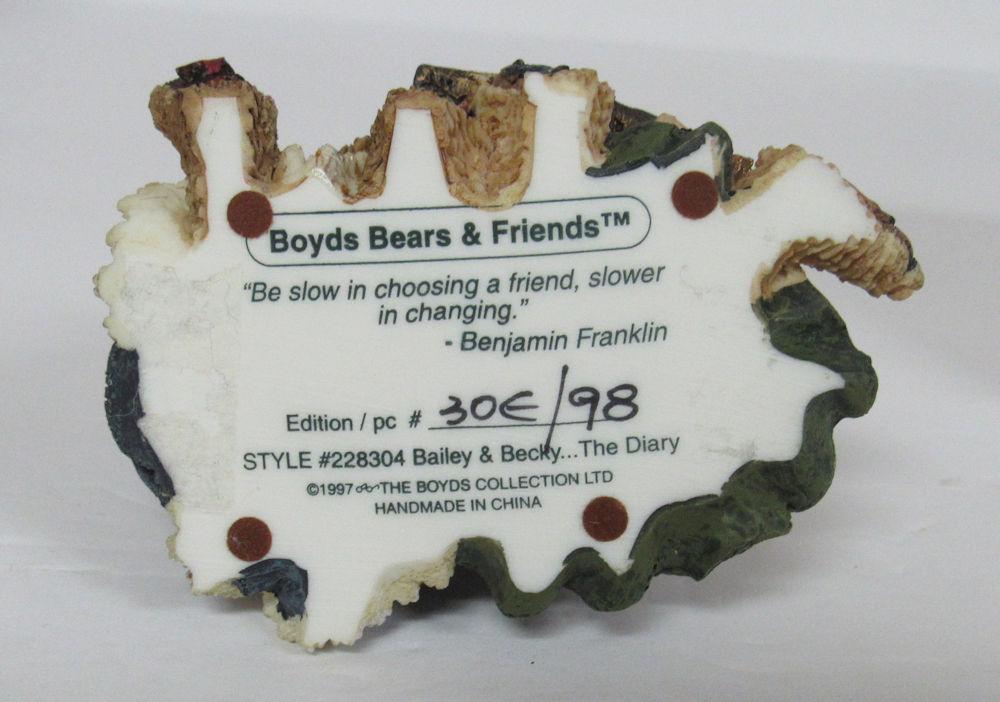 Boyds Bears & Friends™
“Be slow in choosing a friend, slower
in changing.”
- Benjamin Franklin
Edition / pc # 30E/98
STYLE #228304 Bailey & Becky...The Diary
©1997 THE BOYDS COLLECTION LTD
HANDMADE IN CHINA